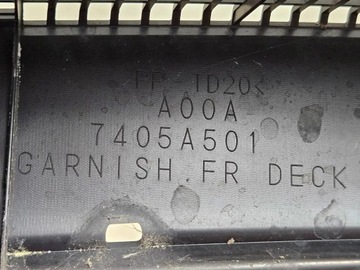 >PP-TD20<
A00A
7405A501
GARNISH.FR DECK